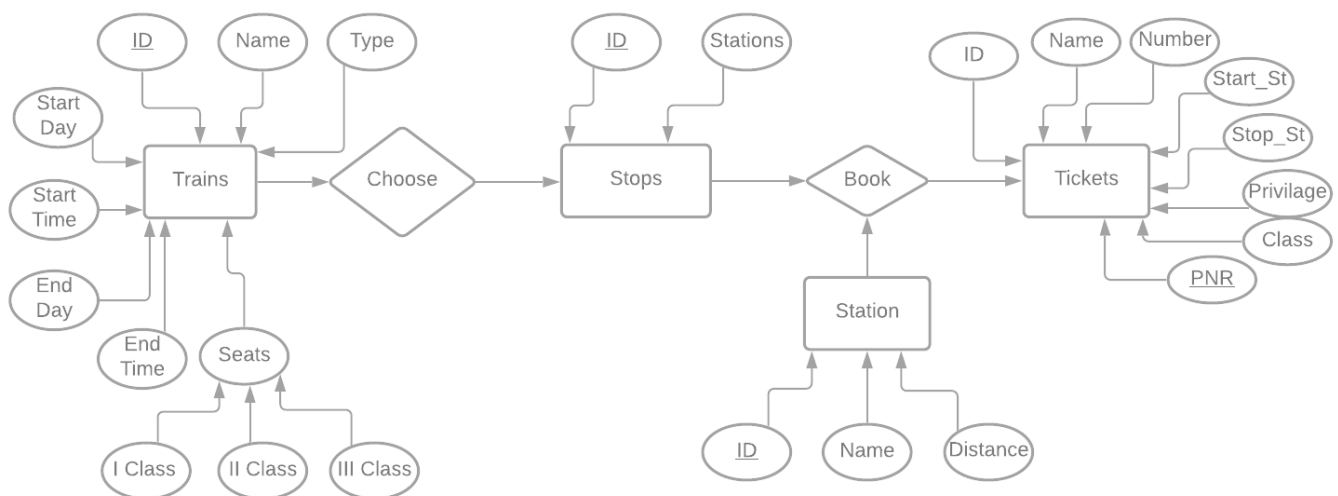 ID
Name
Type
ID
Stations
ID
Name
Number
Start_St
Start
Day
Stop_St
Trains
Choose
Stops
Book
Tickets
Start
Time
Privilage
Class
End
Day
PNR
Station
End
Time
Seats
I Class
II Class
III Class
ID
Name
Distance